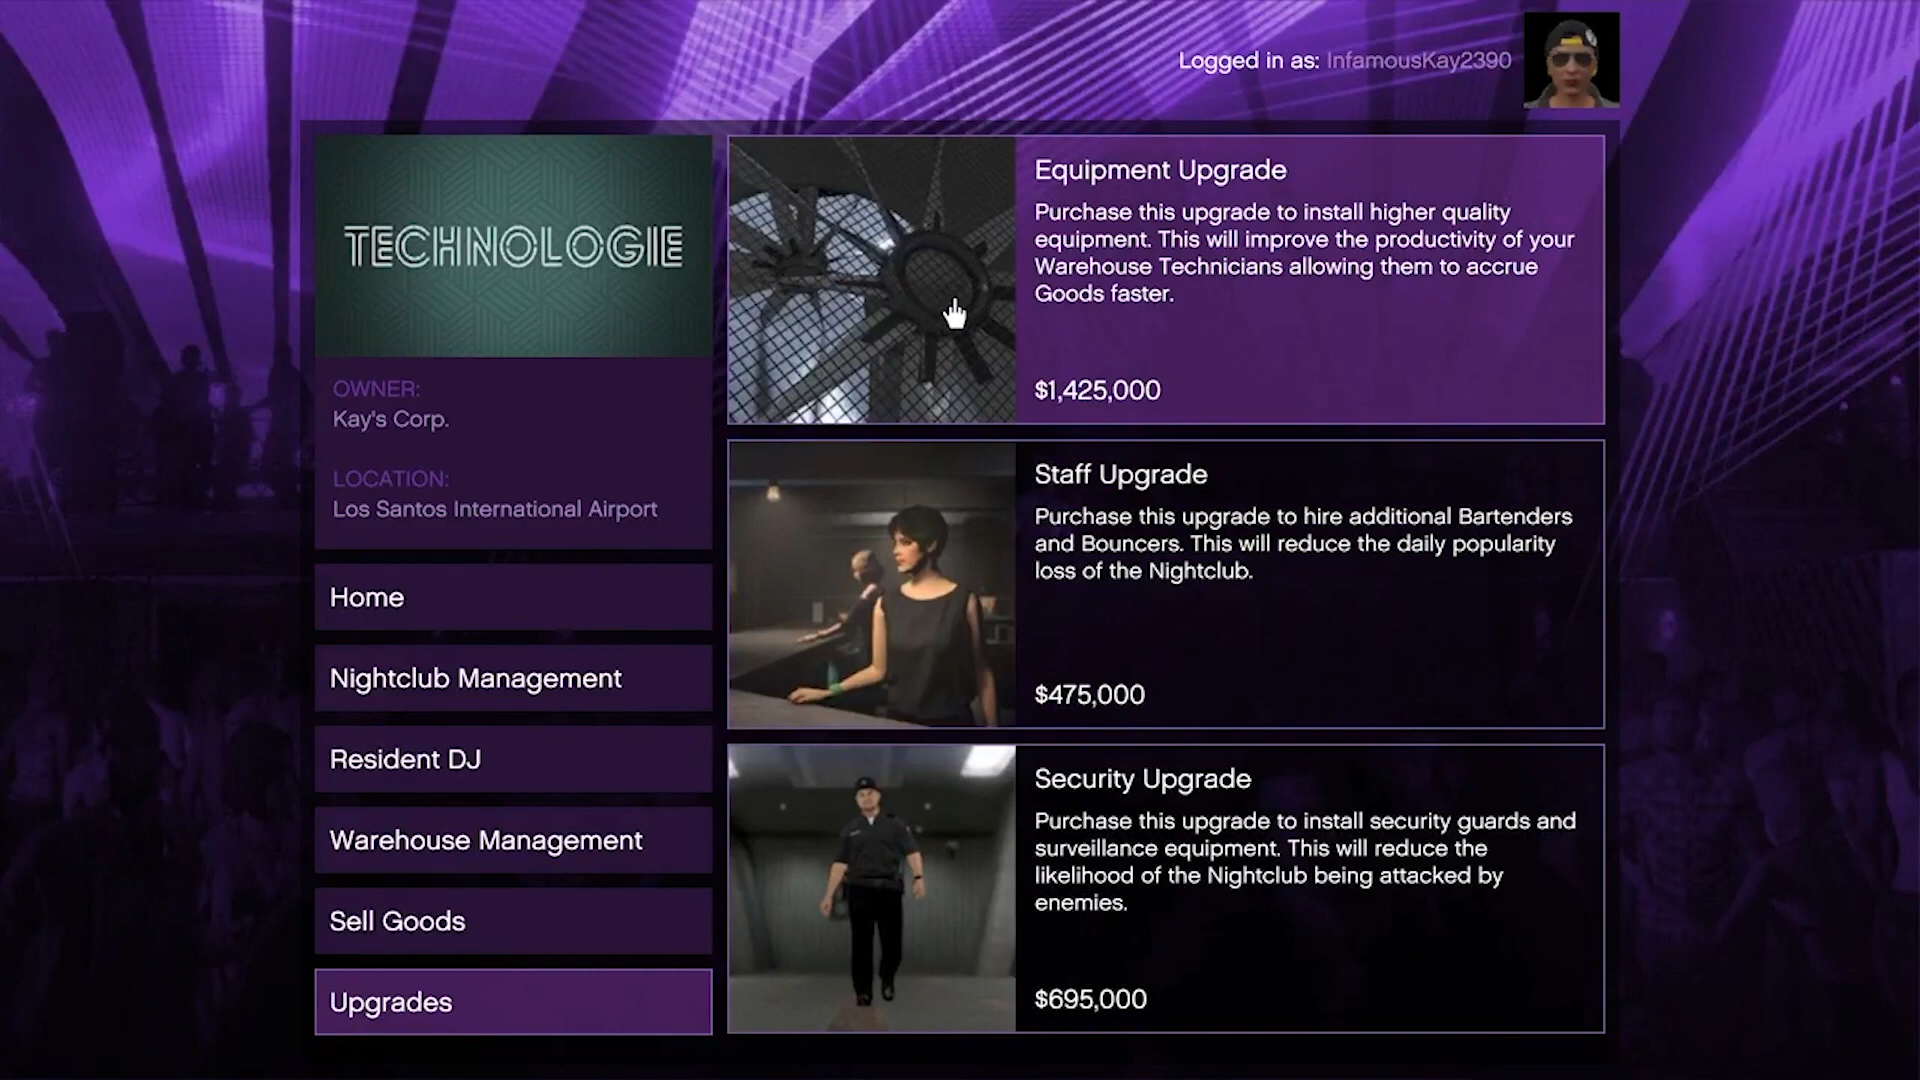 Logged in as: InfamousKay2390
TECHNOLOGIE
OWNER:
Kay's Corp.
LOCATION:
Los Santos International Airport
Home
Nightclub Management
Resident DJ
Warehouse Management
Sell Goods
Upgrades
Equipment Upgrade
Purchase this upgrade to install higher quality
equipment. This will improve the productivity of your
Warehouse Technicians allowing them to accrue
Goods faster.
$1,425,000
Staff Upgrade
Purchase this upgrade to hire additional Bartenders
and Bouncers. This will reduce the daily popularity
loss of the Nightclub.
$475,000
Security Upgrade
Purchase this upgrade to install security guards and
surveillance equipment. This will reduce the
likelihood of the Nightclub being attacked by
enemies.
$695,000